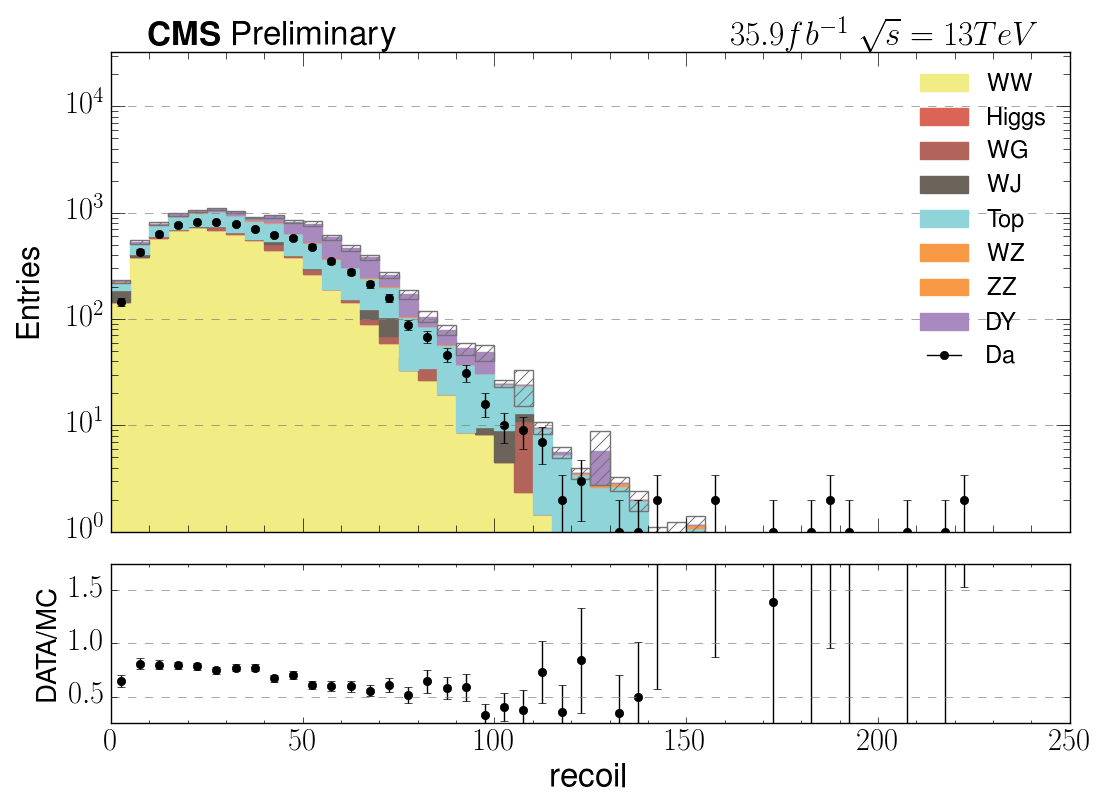 CMS Preliminary 35.9fb⁻¹ √s = 13TeV
Entries
10⁴
10³
10²
10¹
10⁰
WW
Higgs
WG
WJ
Top
WZ
ZZ
DY
Da
DATA/MC
1.5
1.0
0.5
0 50 100 150 200 250
recoil